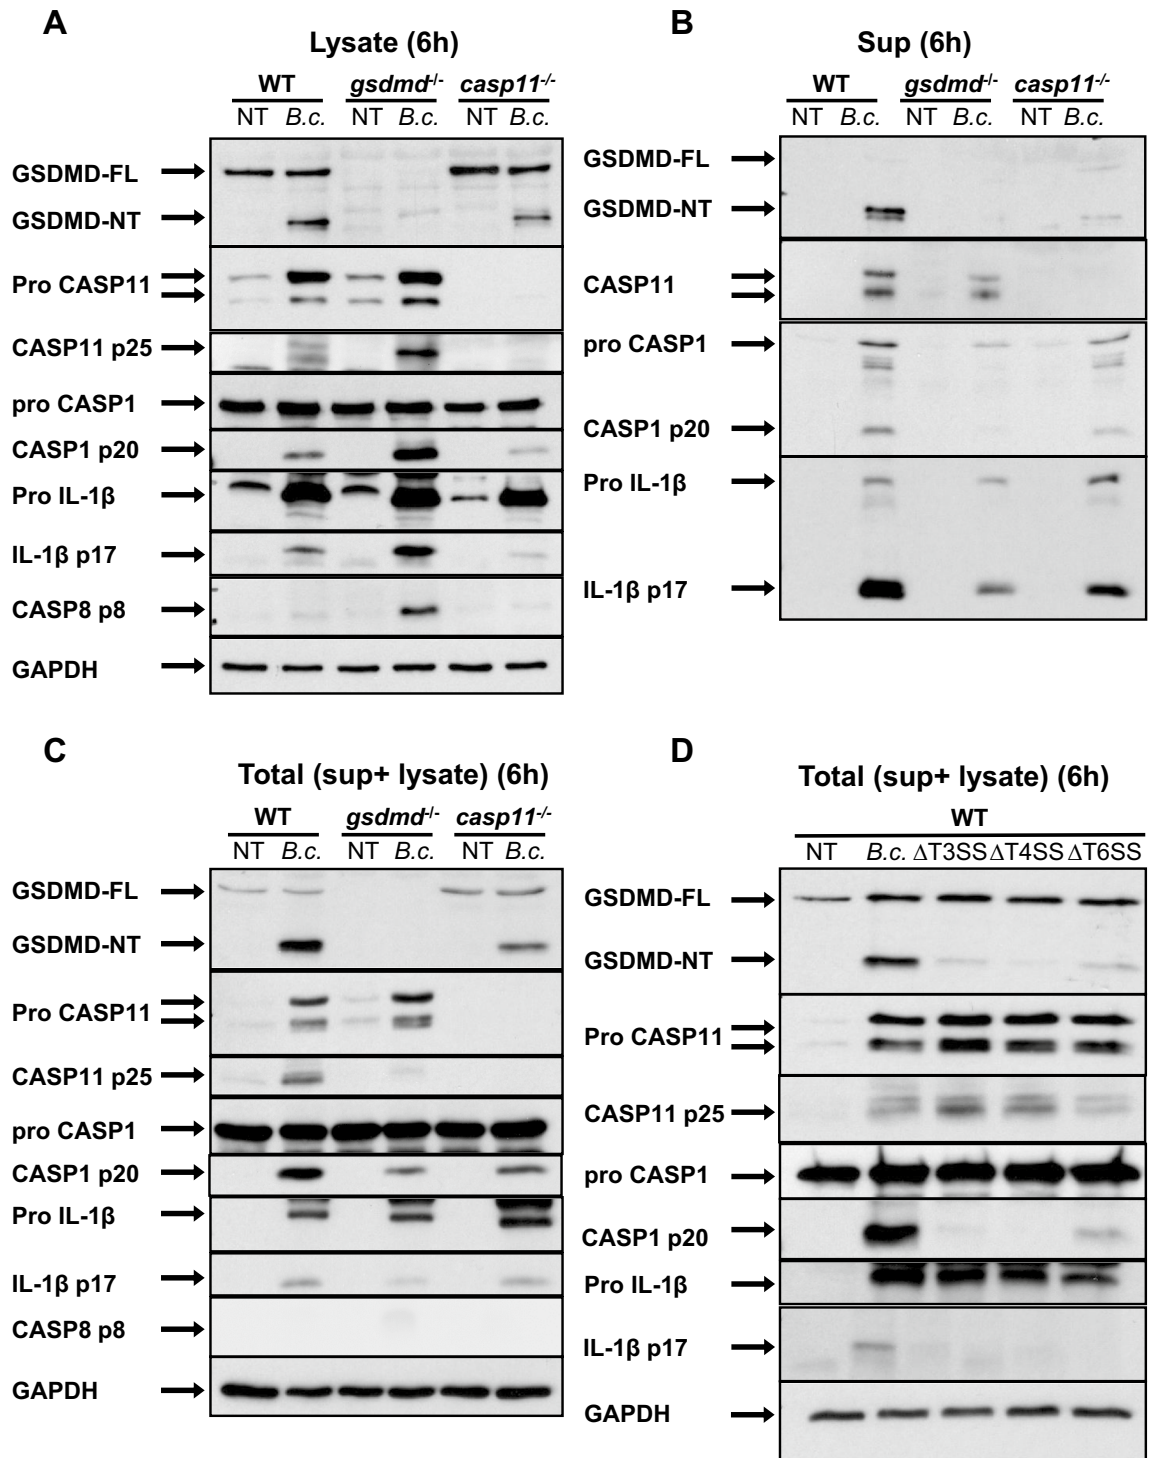 A
Lysate (6h)
WT gsdmd-/- casp11-/-
NT B.c. NT B.c. NT B.c.
GSDMD-FL
GSDMD-NT
Pro CASP11
CASP11 p25
pro CASP1
CASP1 p20
Pro IL-1β
IL-1β p17
CASP8 p8
GAPDH
B
Sup (6h)
WT gsdmd-/- casp11-/-
NT B.c. NT B.c. NT B.c.
GSDMD-FL
GSDMD-NT
CASP11
pro CASP1
CASP1 p20
Pro IL-1β
IL-1β p17
C
Total (sup+ lysate) (6h)
WT gsdmd-/- casp11-/-
NT B.c. NT B.c. NT B.c.
GSDMD-FL
GSDMD-NT
Pro CASP11
CASP11 p25
pro CASP1
CASP1 p20
Pro IL-1β
IL-1β p17
CASP8 p8
GAPDH
D
Total (sup+ lysate) (6h)
WT
NT B.c. ΔT3SS ΔT4SS ΔT6SS
GSDMD-FL
GSDMD-NT
Pro CASP11
CASP11 p25
pro CASP1
CASP1 p20
Pro IL-1β
IL-1β p17
GAPDH